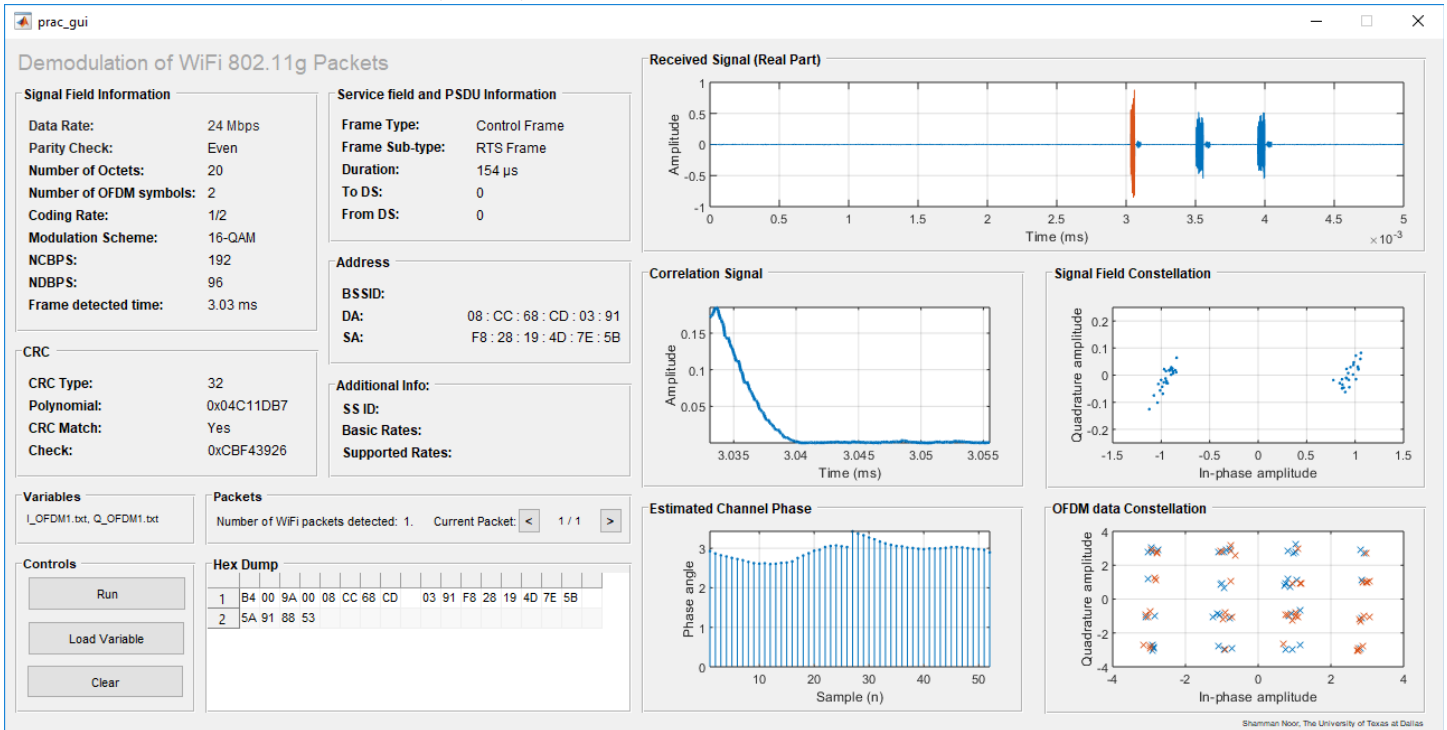 prac_gui
Demodulation of WiFi 802.11g Packets
Signal Field Information
Data Rate: 24 Mbps
Parity Check: Even
Number of Octets: 20
Number of OFDM symbols: 2
Coding Rate: 1/2
Modulation Scheme: 16-QAM
NCBPS: 192
NDBPS: 96
Frame detected time: 3.03 ms
CRC
CRC Type: 32
Polynomial: 0x04C11DB7
CRC Match: Yes
Check: 0xCBF43926
Variables
I_OFDM1.txt, Q_OFDM1.txt
Controls
Run
Load Variable
Clear
Service field and PSDU Information
Frame Type: Control Frame
Frame Sub-type: RTS Frame
Duration: 154 µs
To DS: 0
From DS: 0
Address
BSSID:
DA: 08 : CC : 68 : CD : 03 : 91
SA: F8 : 28 : 19 : 4D : 7E : 5B
Additional Info:
SS ID:
Basic Rates:
Supported Rates:
Packets
Number of WiFi packets detected: 1. Current Packet: < 1 / 1 >
Hex Dump
1 B4 00 9A 00 08 CC 68 CD 03 91 F8 28 19 4D 7E 5B
2 5A 91 88 53
Received Signal (Real Part)
Amplitude
1
0.5
0
-0.5
-1
0 0.5 1 1.5 2 2.5 3 3.5 4 4.5 5
Time (ms)
×10-3
Correlation Signal
Amplitude
0.15
0.1
0.05
3.035 3.04 3.045 3.05 3.055
Time (ms)
Signal Field Constellation
Quadrature amplitude
0.2
0.1
0
-0.1
-0.2
-1.5 -1 -0.5 0 0.5 1 1.5
In-phase amplitude
Estimated Channel Phase
Phase angle
3
2
1
0
10 20 30 40 50
Sample (n)
OFDM data Constellation
Quadrature amplitude
4
2
0
-2
-4
-4 -2 0 2 4
In-phase amplitude
Shamman Noor, The University of Texas at Dallas